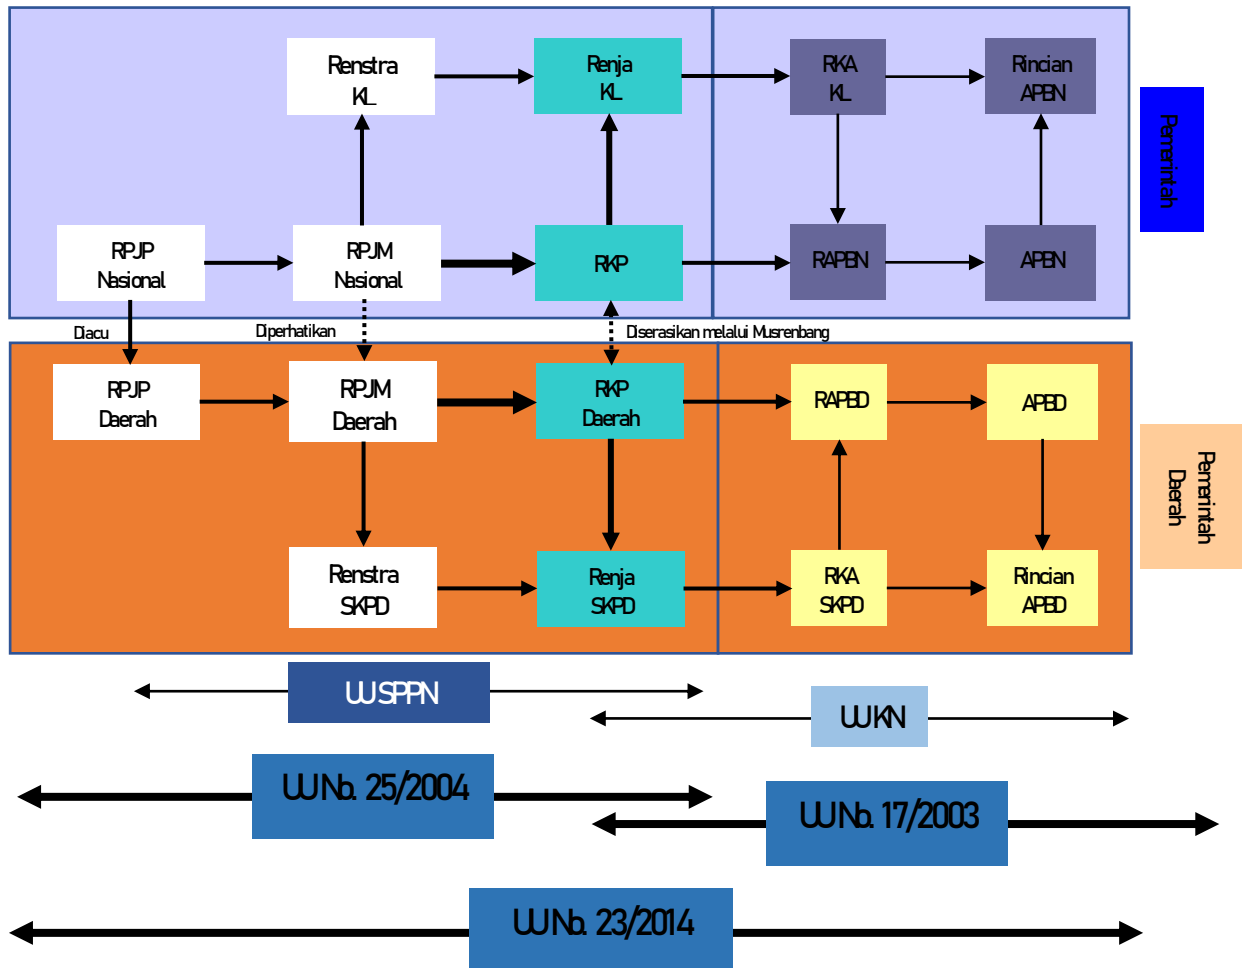 Renstra
KL
Renja
KL
RKA
KL
Rincian
APBN
Pemerintah
RPJP
Nasional
RPJM
Nasional
RKP
RAPBN
APBN
Diacu
Diperhatikan
Diserasikan melalui Musrenbang
RPJP
Daerah
RPJM
Daerah
RKP
Daerah
RAPBD
APBD
Pemerintah
Daerah
Renstra
SKPD
Renja
SKPD
RKA
SKPD
Rincian
APBD
UU SPPN
UU KN
UU No. 25/2004
UU No. 17/2003
UU No. 23/2014